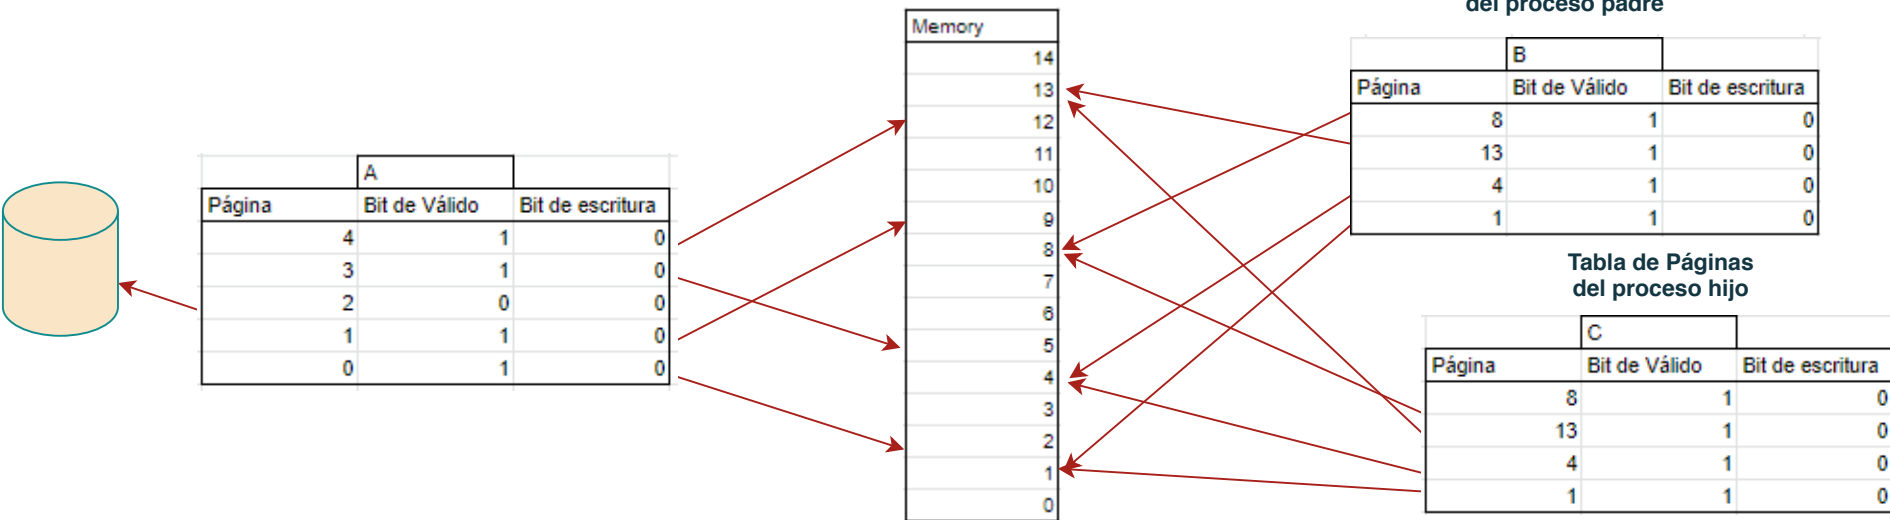 A
Página Bit de Válido Bit de escritura
4 1 0
3 1 0
2 0 0
1 1 0
0 1 0
Memory
14
13
12
11
10
9
8
7
6
5
4
3
2
1
0
del proceso padre
B
Página Bit de Válido Bit de escritura
8 1 0
13 1 0
4 1 0
1 1 0
Tabla de Páginas
del proceso hijo
C
Página Bit de Válido Bit de escritura
8 1 0
13 1 0
4 1 0
1 1 0